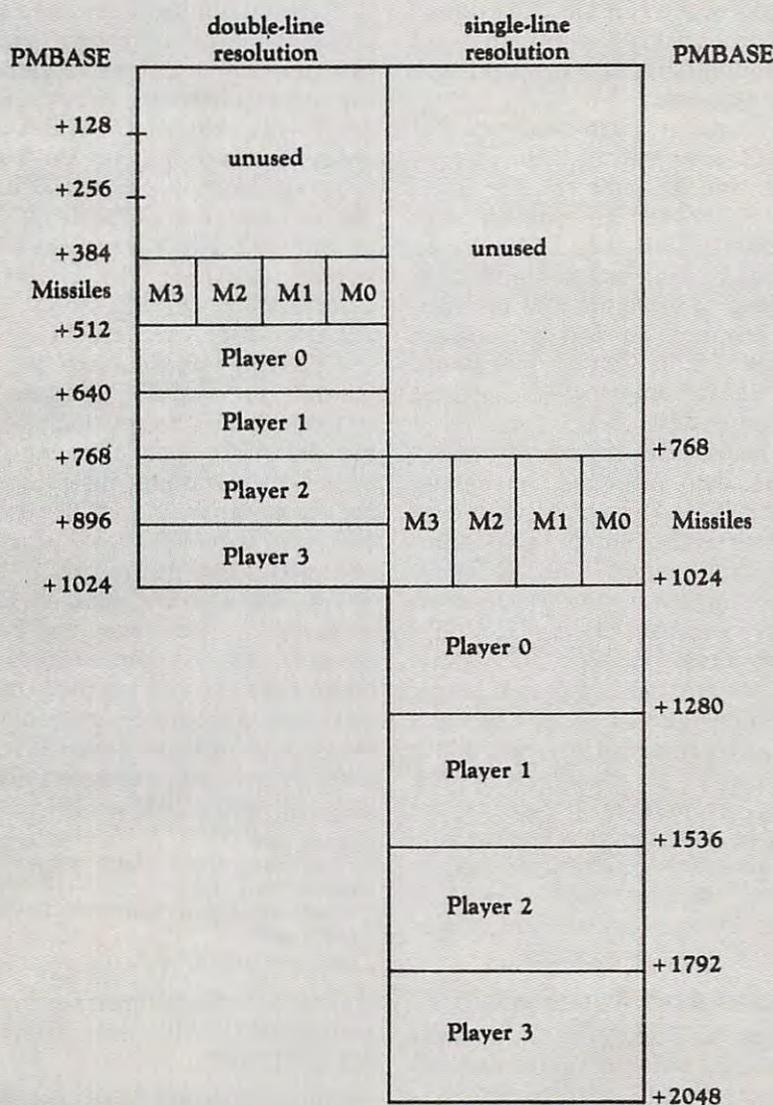 double-line single-line
PMBASE resolution resolution PMBASE
+128
unused
+256
+384 unused
Missiles M3 M2 M1 M0
+512
Player 0
+640
Player 1
+768 +768
Player 2
+896 M3 M2 M1 M0 Missiles
Player 3
+1024 +1024
Player 0
+1280
Player 1
+1536
Player 2
+1792
Player 3
+2048